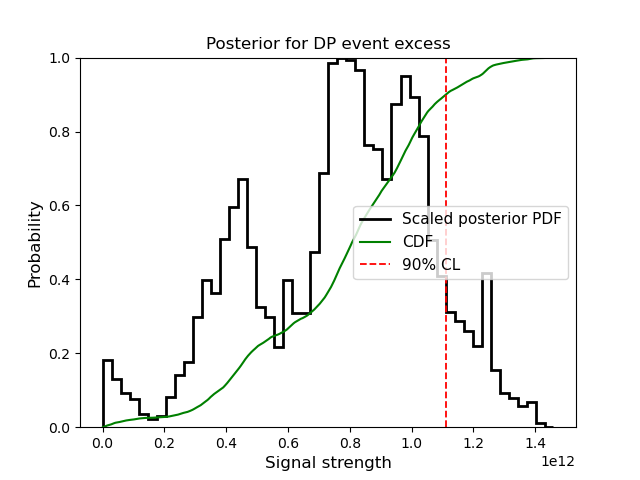 Posterior for DP event excess
1.0
0.8
0.6
0.4
0.2
0.0
Probability
Scaled posterior PDF
CDF
90% CL
0.0 0.2 0.4 0.6 0.8 1.0 1.2 1.4
1e12
Signal strength